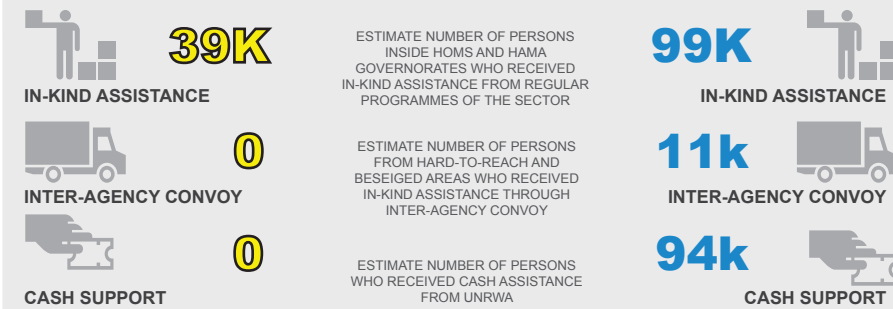 39K
IN-KIND ASSISTANCE
ESTIMATE NUMBER OF PERSONS
INSIDE HOMS AND HAMA
GOVERNORATES WHO RECEIVED
IN-KIND ASSISTANCE FROM REGULAR
PROGRAMMES OF THE SECTOR
99K
IN-KIND ASSISTANCE
0
INTER-AGENCY CONVOY
ESTIMATE NUMBER OF PERSONS
FROM HARD-TO-REACH AND
BESEIGED AREAS WHO RECEIVED
IN-KIND ASSISTANCE THROUGH
INTER-AGENCY CONVOY
11k
INTER-AGENCY CONVOY
0
CASH SUPPORT
ESTIMATE NUMBER OF PERSONS
WHO RECEIVED CASH ASSISTANCE
FROM UNRWA
94k
CASH SUPPORT